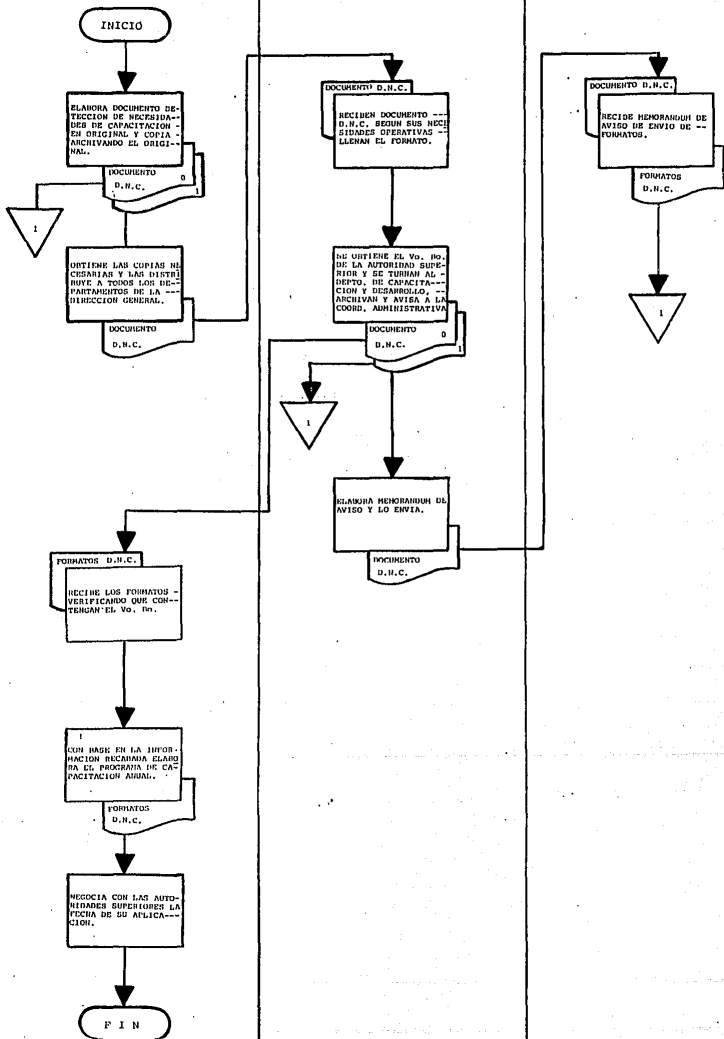 INICIO
ELABORA DOCUMENTO DE-
TECCION DE NECESIDA--
DES DE CAPACITACION -
EN ORIGINAL Y COPIA -
ARCHIVANDO EL ORIGI--
NAL.
DOCUMENTO
0
D.N.C.
1
1
OBTIENE LAS COPIAS NE
CESARIAS Y LAS DISTRI
BUYE A TODOS LOS DE--
PARTAMENTOS DE LA ---
DIRECCION GENERAL.
DOCUMENTO
D.N.C.
DOCUMENTO D.N.C.
RECIBEN DOCUMENTO ---
D.N.C. SEGUN SUS NECE
SIDADES OPERATIVAS --
LLENAN EL FORMATO.
SE OBTIENE EL Vo. Bo.
DE LA AUTORIDAD SUPE-
RIOR Y SE TURNAN AL -
DEPTO. DE CAPACITA---
CION Y DESARROLLO, --
ARCHIVAN Y AVISA A LA
COORD. ADMINISTRATIVA
DOCUMENTO
0
D.N.C.
1
1
ELABORA MEMORANDUM DE
AVISO Y LO ENVIA.
DOCUMENTO
D.N.C.
DOCUMENTO D.N.C.
RECIBE MEMORANDUM DE
AVISO DE ENVIO DE --
FORMATOS.
FORMATOS
D.N.C.
1
FORMATOS D.N.C.
RECIBE LOS FORMATOS -
VERIFICANDO QUE CON--
TENGAN EL Vo. Bo.
CON BASE EN LA INFOR-
MACION RECABADA ELABO
RA EL PROGRAMA DE CA-
PACITACION ANUAL.
FORMATOS
D.N.C.
NEGOCIA CON LAS AUTO-
RIDADES SUPERIORES LA
FECHA DE SU APLICA---
CION.
F I N